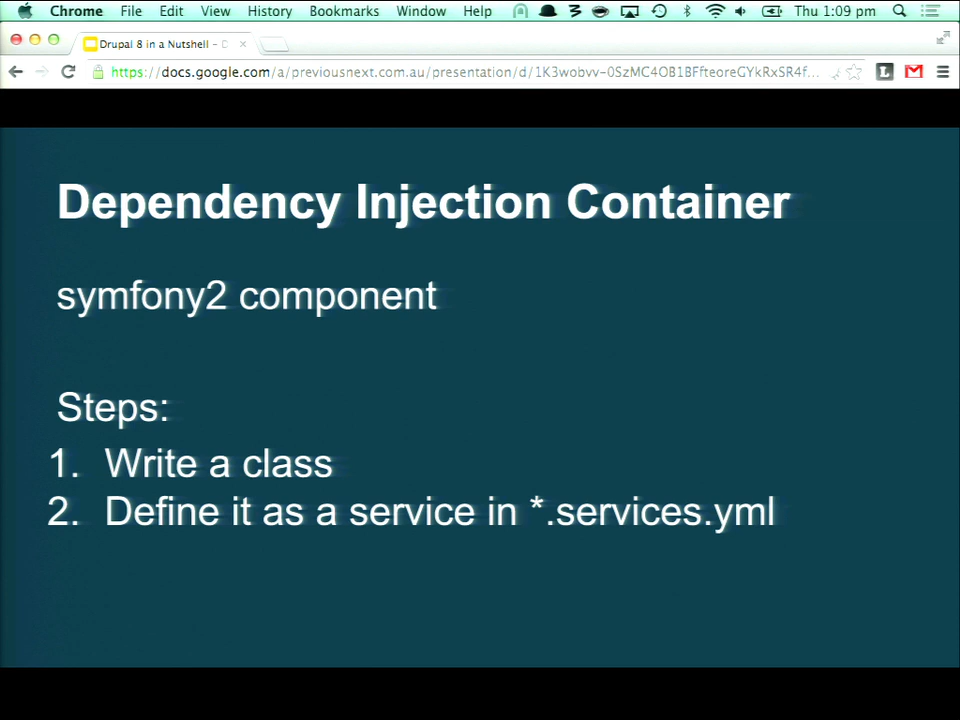 Chrome File Edit View History Bookmarks Window Help Thu 1:09 pm
Drupal 8 in a Nutshell - D
https://docs.google.com/a/previousnext.com.au/presentation/d/1K3wobvv-0SzMC4OB1BFfteoreGYkRxSR4f...
Dependency Injection Container
symfony2 component
Steps:
1. Write a class
2. Define it as a service in *.services.yml